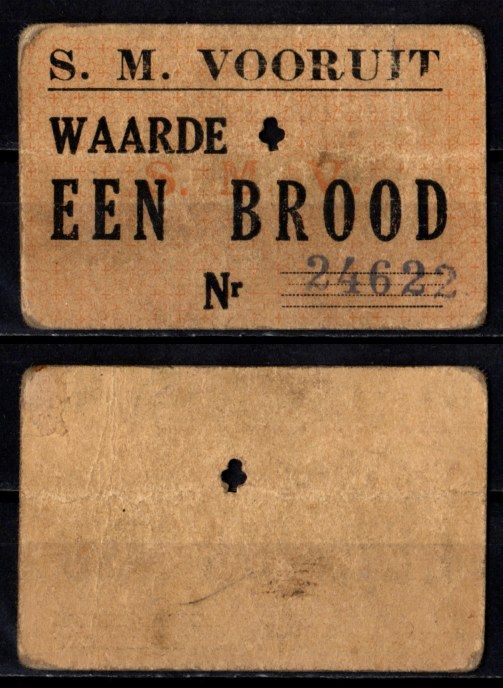 S. M. VOORUIT
WAARDE
S. M. V.
EEN BROOD
Nr 24622